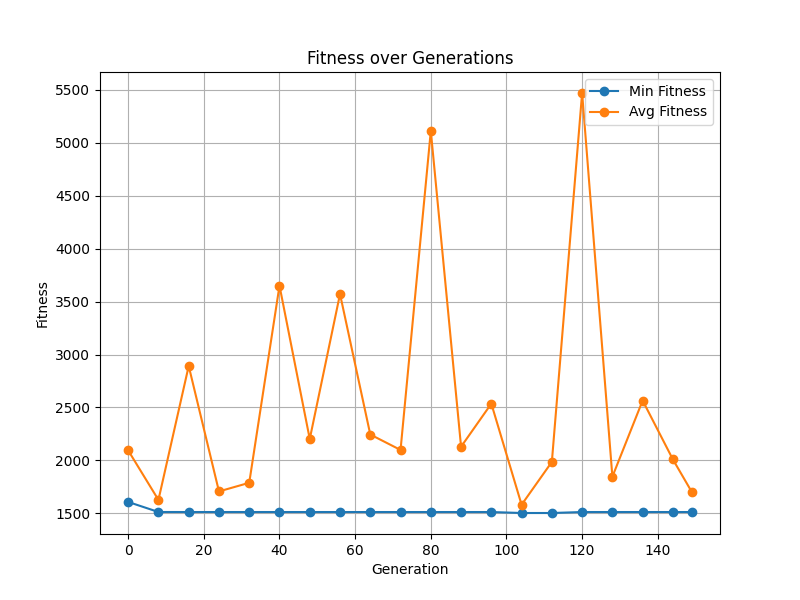 Fitness over Generations
Min Fitness
Avg Fitness
5500
5000
4500
4000
3500
3000
2500
2000
1500
Fitness
0 20 40 60 80 100 120 140
Generation